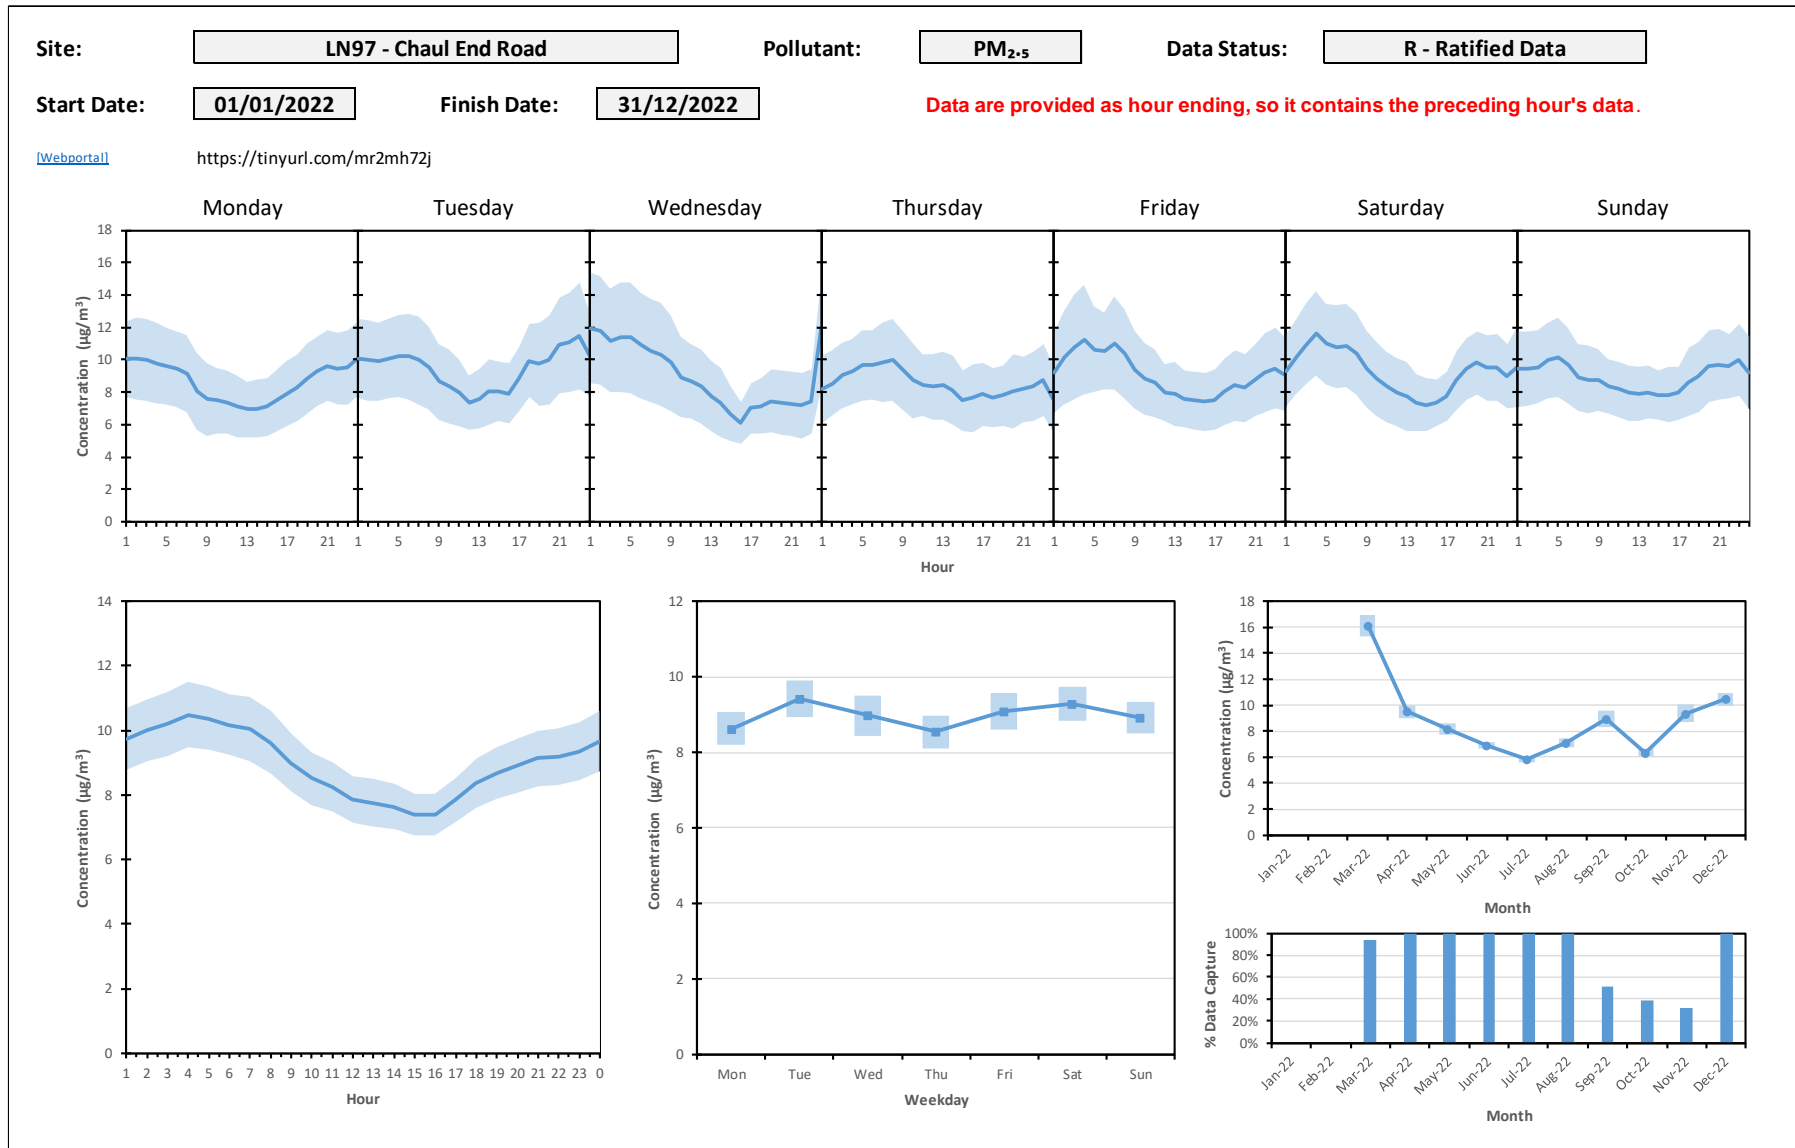 Site: LN97 - Chaul End Road Pollutant: PM₂.₅ Data Status: R - Ratified Data
Start Date: 01/01/2022 Finish Date: 31/12/2022 Data are provided as hour ending, so it contains the preceding hour's data.
[Webportal] https://tinyurl.com/mr2mh72j
Monday Tuesday Wednesday Thursday Friday Saturday Sunday
Concentration (µg/m³)
18
16
14
12
10
8
6
4
2
0
1 5 9 13 17 21 1 5 9 13 17 21 1 5 9 13 17 21 1 5 9 13 17 21 1 5 9 13 17 21 1 5 9 13 17 21 1 5 9 13 17 21
Hour
Concentration (µg/m³)
14
12
10
8
6
4
2
0
1 2 3 4 5 6 7 8 9 10 11 12 13 14 15 16 17 18 19 20 21 22 23 0
Hour
Concentration (µg/m³)
12
10
8
6
4
2
0
Mon Tue Wed Thu Fri Sat Sun
Weekday
Concentration (µg/m³)
18
16
14
12
10
8
6
4
2
0
Jan-22 Feb-22 Mar-22 Apr-22 May-22 Jun-22 Jul-22 Aug-22 Sep-22 Oct-22 Nov-22 Dec-22
Month
% Data Capture
100%
80%
60%
40%
20%
0%
Jan-22 Feb-22 Mar-22 Apr-22 May-22 Jun-22 Jul-22 Aug-22 Sep-22 Oct-22 Nov-22 Dec-22
Month